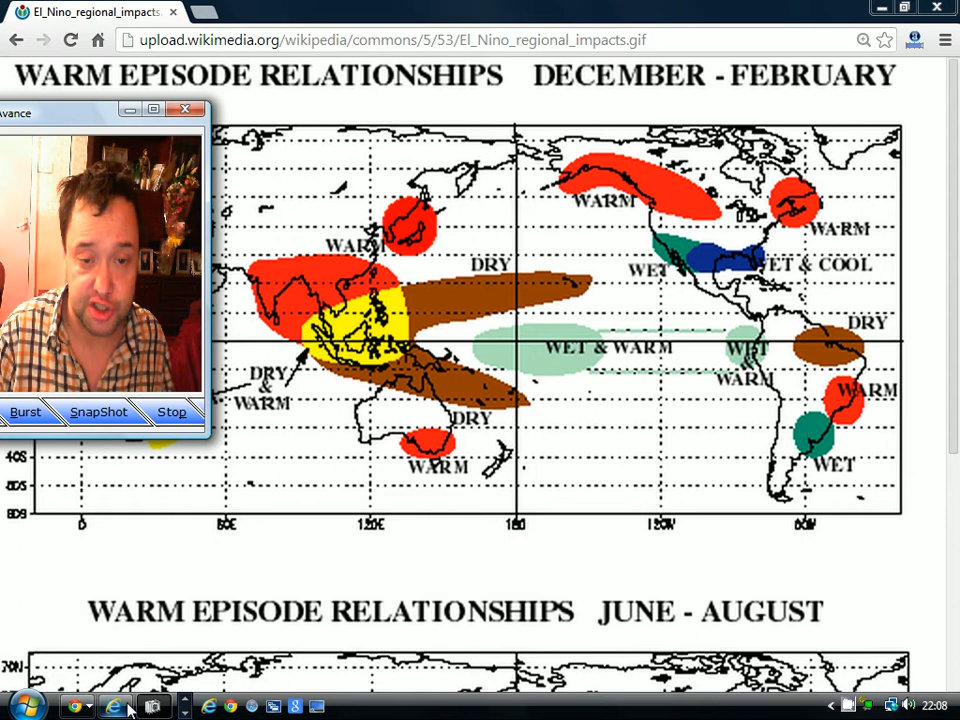 El_Nino_regional_impacts.
upload.wikimedia.org/wikipedia/commons/5/53/El_Nino_regional_impacts.gif
WARM EPISODE RELATIONSHIPS DECEMBER - FEBRUARY
Avance
WARM
WARM
WARM
DRY
WET
WET & COOL
DRY
WET & WARM
WET
&
WARM
DRY
&
WARM
WARM
DRY
WARM
WET
Burst
SnapShot
Stop
40S
60S
0
60E
120E
180
120W
60W
WARM EPISODE RELATIONSHIPS JUNE - AUGUST
70N
22:08